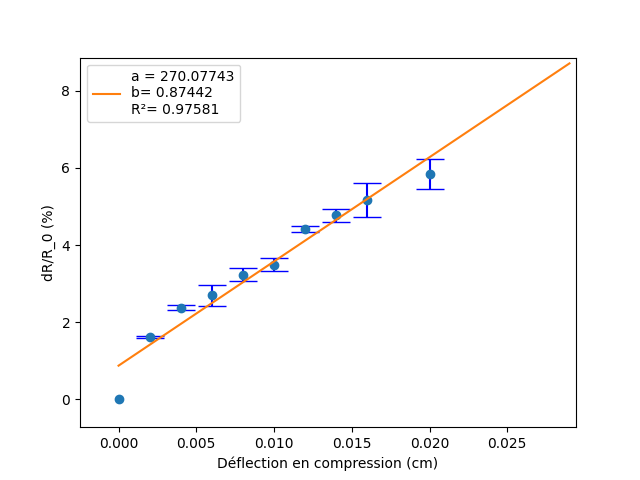 a = 270.07743
b= 0.87442
R²= 0.97581
8
6
4
2
0
dR/R_0 (%)
0.000 0.005 0.010 0.015 0.020 0.025
Déflection en compression (cm)